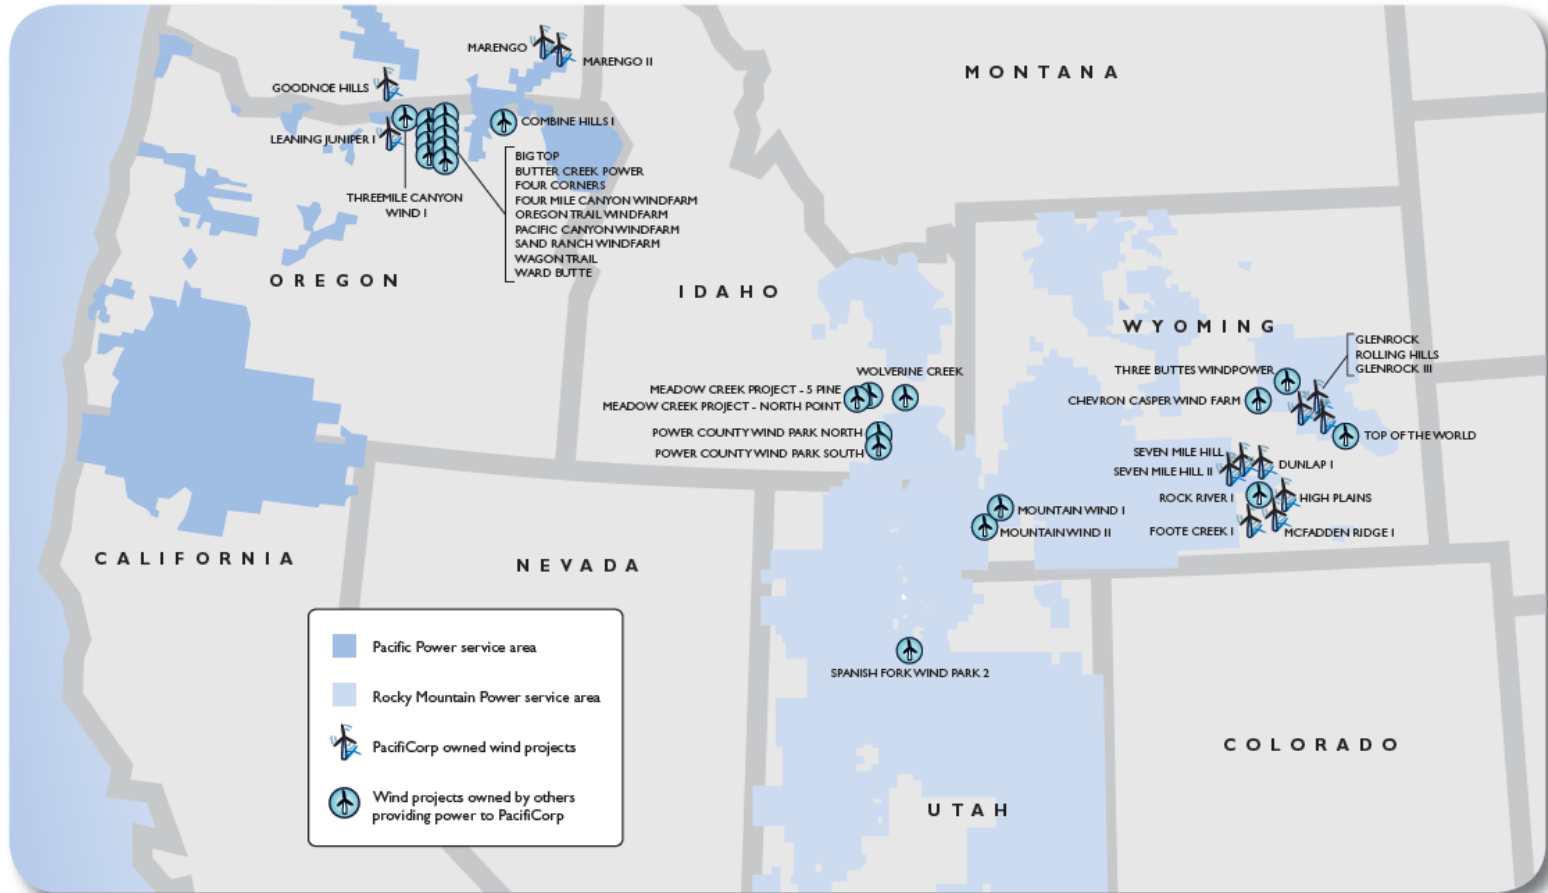 MARENGO
MARENGO II
MONTANA
GOODNOE HILLS
COMBINE HILLS I
LEANING JUNIPER I
BIG TOP
BUTTER CREEK POWER
FOUR CORNERS
FOUR MILE CANYON WINDFARM
OREGON TRAIL WINDFARM
PACIFIC CANYON WINDFARM
SAND RANCH WINDFARM
WAGON TRAIL
WARD BUTTE
THREEMILE CANYON
WIND I
OREGON
IDAHO
WYOMING
GLENROCK
ROLLING HILLS
GLENROCK III
THREE BUTTES WINDPOWER
WOLVERINE CREEK
MEADOW CREEK PROJECT - 5 PINE
MEADOW CREEK PROJECT - NORTH POINT
CHEVRON CASPER WIND FARM
POWER COUNTY WIND PARK NORTH
POWER COUNTY WIND PARK SOUTH
TOP OF THE WORLD
SEVEN MILE HILL
SEVEN MILE HILL II
DUNLAP I
ROCK RIVER I
HIGH PLAINS
MOUNTAIN WIND I
MOUNTAIN WIND II
FOOTE CREEK I
MCFADDEN RIDGE I
CALIFORNIA
NEVADA
Pacific Power service area
Rocky Mountain Power service area
PacifiCorp owned wind projects
Wind projects owned by others
providing power to PacifiCorp
SPANISH FORK WIND PARK 2
COLORADO
UTAH